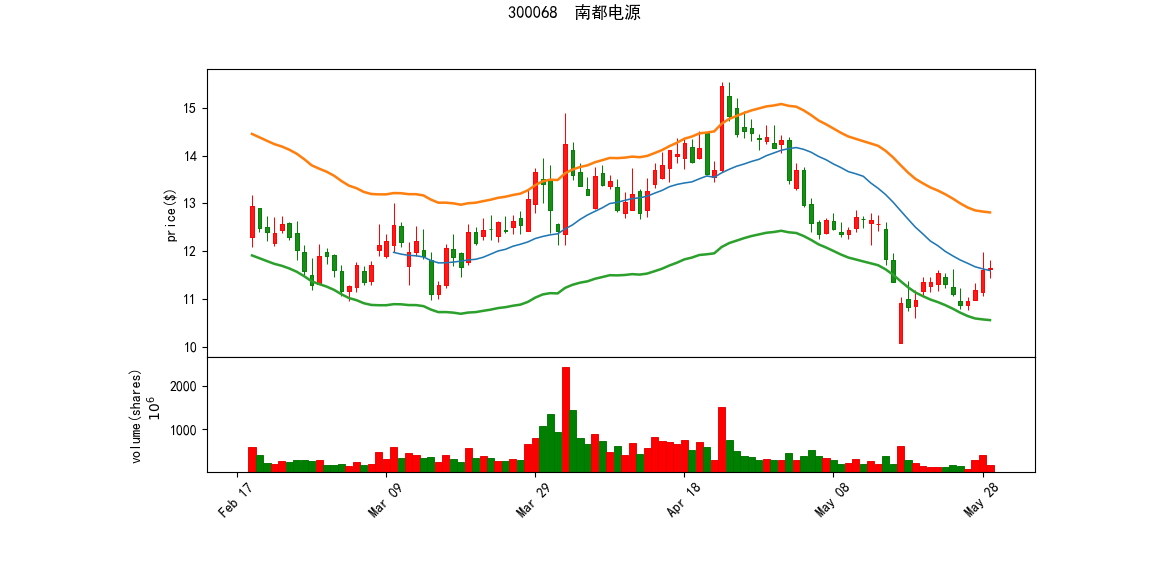 300068 南都电源
price($)
15
14
13
12
11
10
volume(shares)
10^6
2000
1000
Feb 17
Mar 09
Mar 29
Apr 18
May 08
May 28